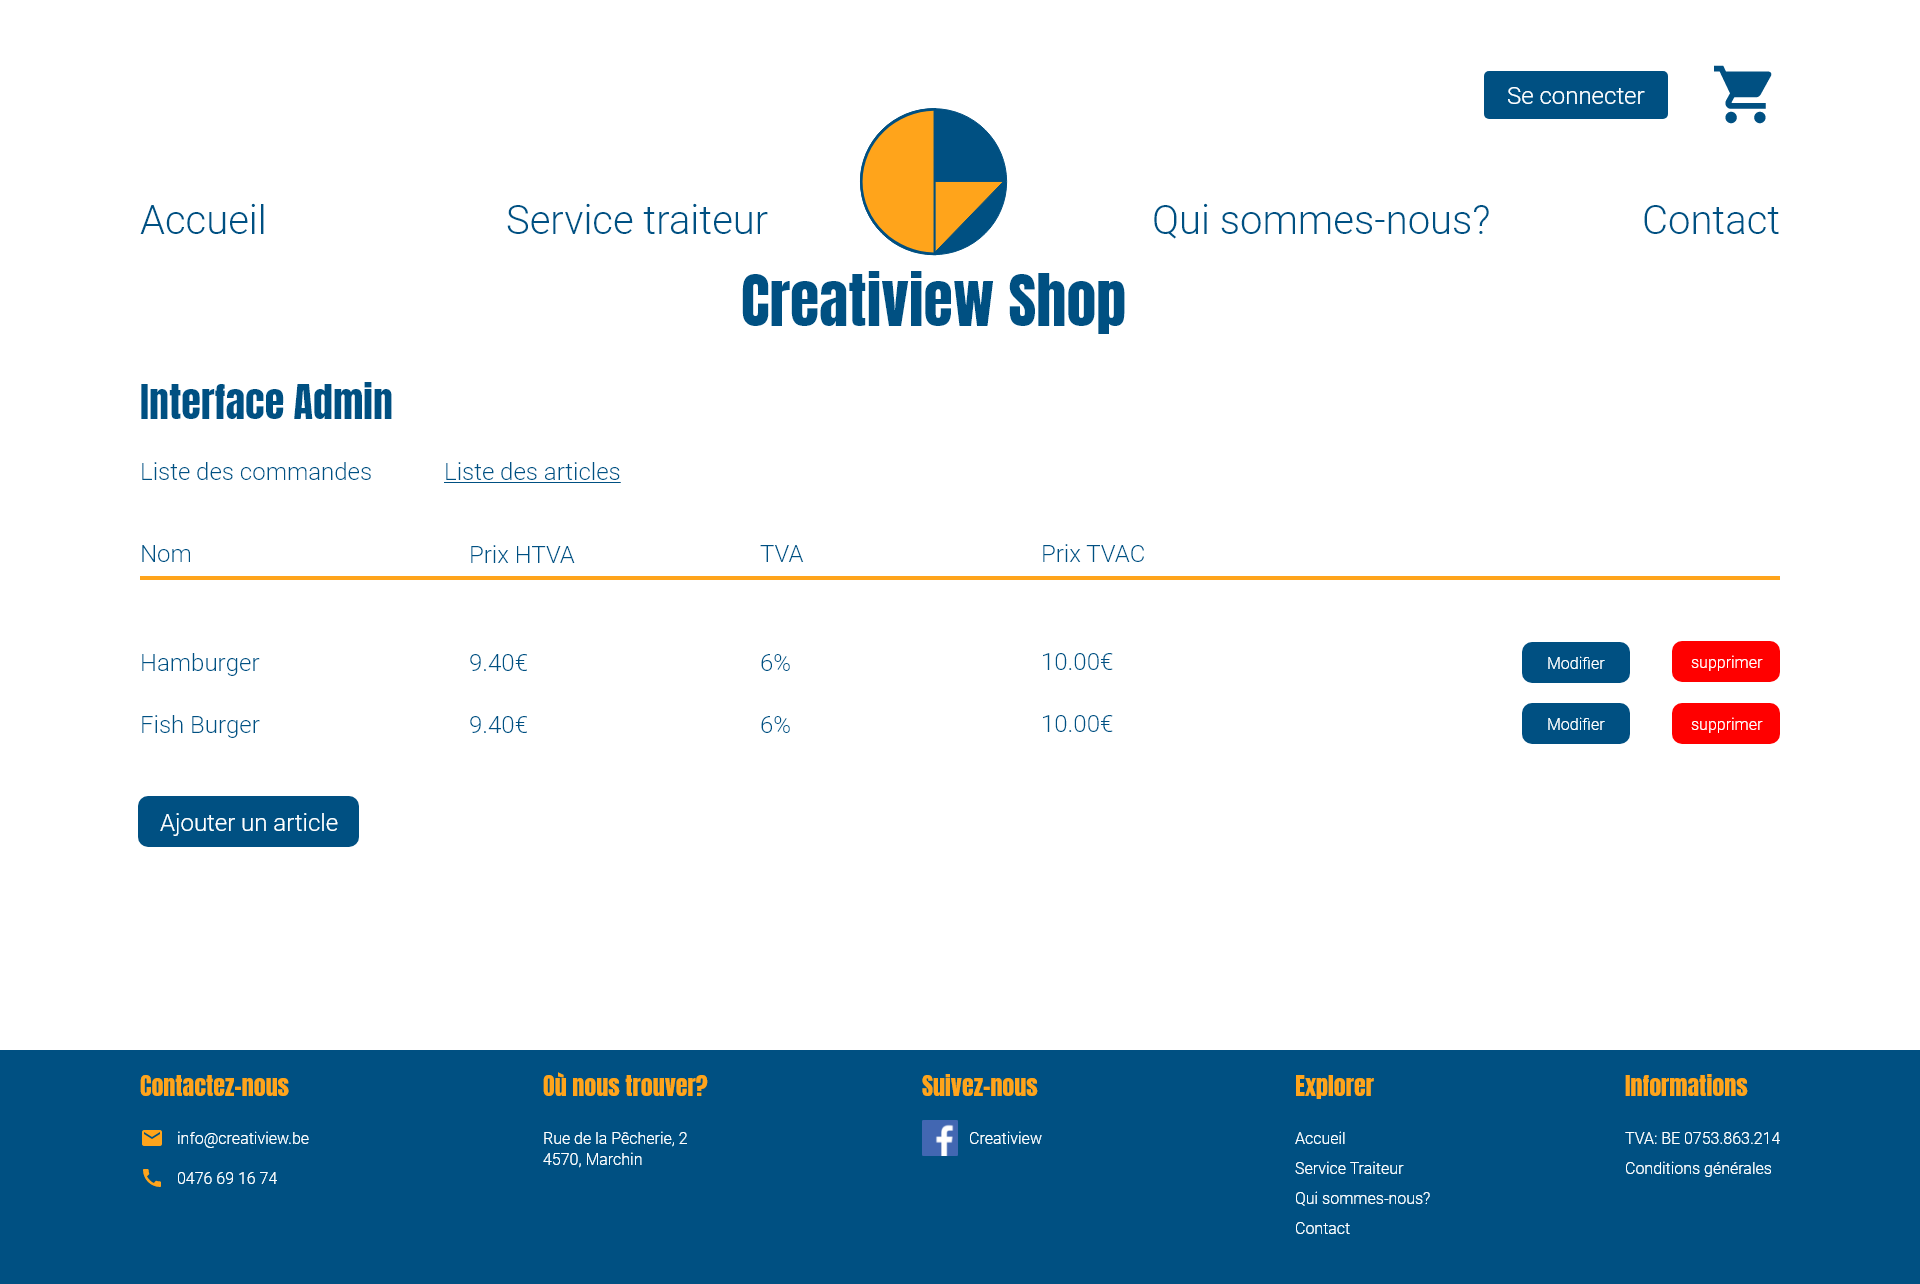 Se connecter
Accueil
Service traiteur
Qui sommes-nous?
Contact
Creatiview Shop
Interface Admin
Liste des commandes
Liste des articles
Nom
Prix HTVA
TVA
Prix TVAC
Hamburger
9.40€
6%
10.00€
Modifier
supprimer
Fish Burger
9.40€
6%
10.00€
Modifier
supprimer
Ajouter un article
Contactez-nous
info@creatiview.be
0476 69 16 74
Où nous trouver?
Rue de la Pêcherie, 2
4570, Marchin
Suivez-nous
Creatiview
Explorer
Accueil
Service Traiteur
Qui sommes-nous?
Contact
Informations
TVA: BE 0753.863.214
Conditions générales